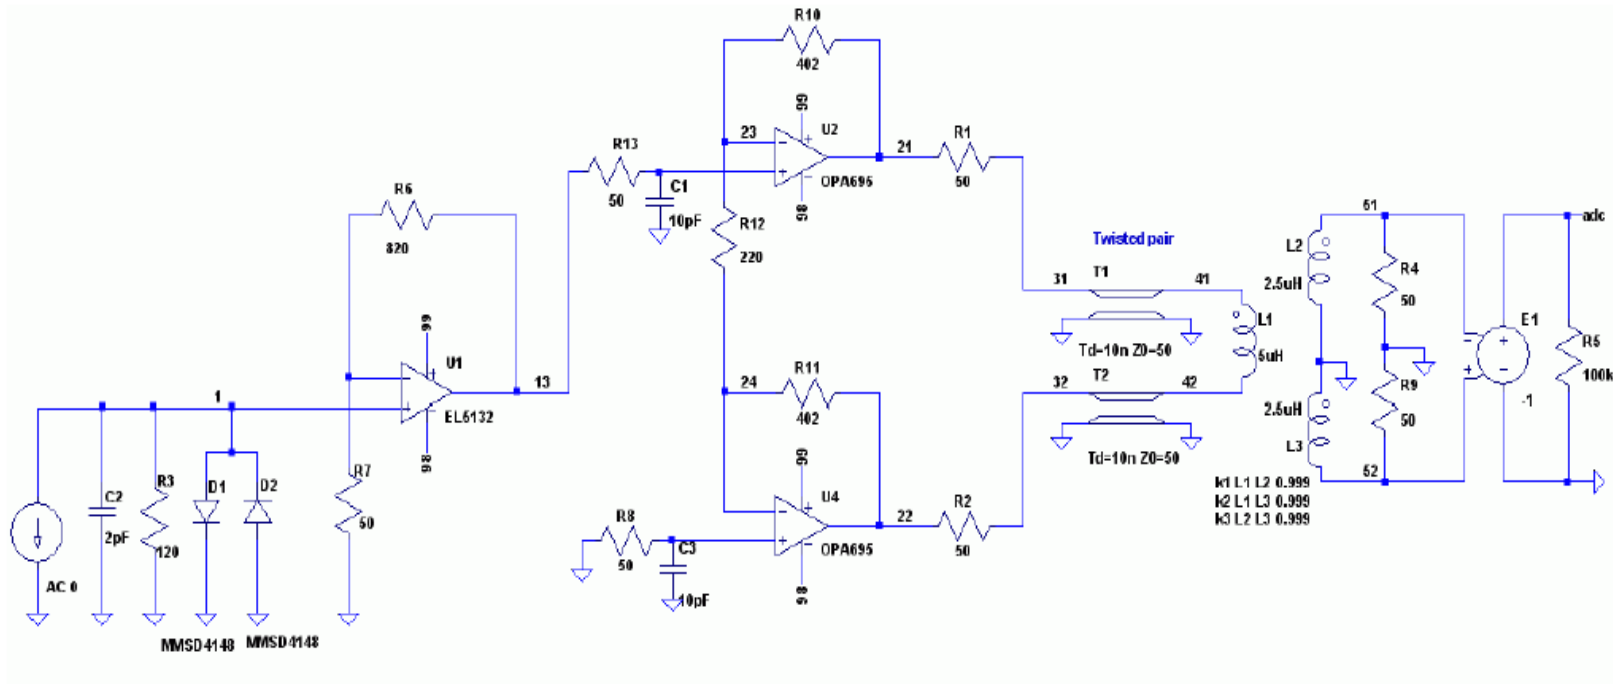 R10
402
99
23
U2
21
R1
R13
50
C1
10pF
OPA695
50
98
R6
820
R12
220
Twisted pair
31
T1
41
51
adc
L2
2.5uH
R4
50
L1
5uH
E1
R5
100k
-1
Td=10n Z0=50
99
U1
13
EL5132
98
1
24
R11
402
32
T2
42
2.5uH
L3
R9
50
Td=10n Z0=50
52
k1 L1 L2 0.999
k2 L1 L3 0.999
k3 L2 L3 0.999
99
U4
22
R2
50
OPA695
98
R8
50
C3
10pF
C2
2pF
R3
120
D1
D2
R7
50
AC 0
MMSD4148
MMSD4148